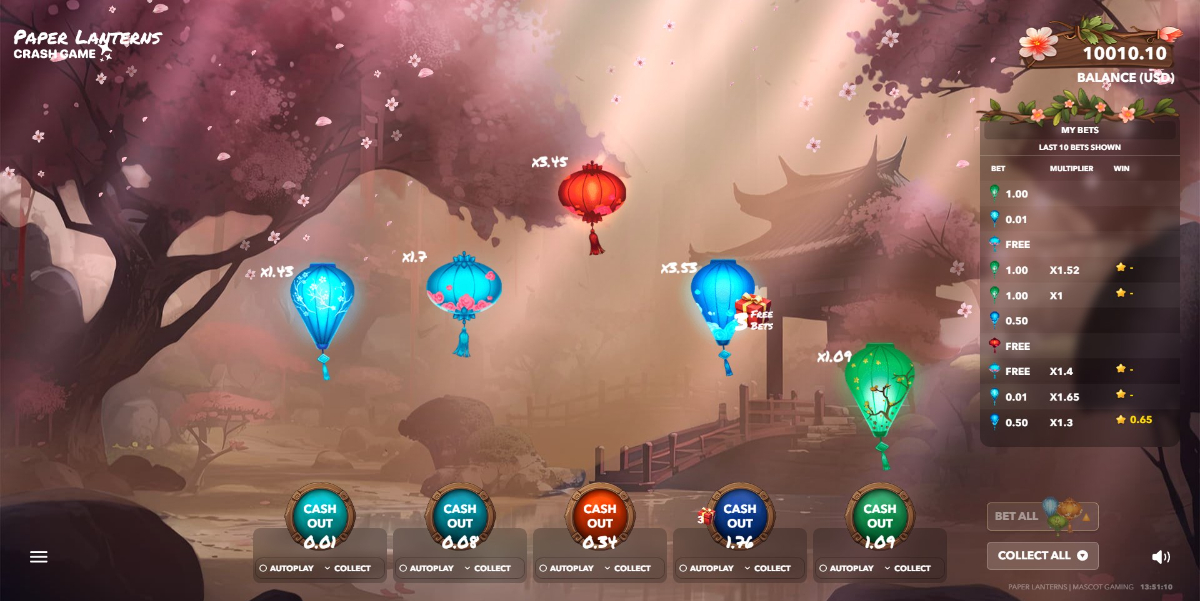 PAPER LANTERNS
CRASH GAME
10010.10
BALANCE (USD)
MY BETS
LAST 10 BETS SHOWN
BET MULTIPLIER WIN
1.00
0.01
FREE
1.00 X1.52 -
1.00 X1 -
0.50
FREE
FREE X1.4 -
0.01 X1.65 -
0.50 X1.3 0.65
x3.45
x1.43
x1.7
x3.53
3 FREE BETS
x1.09
CASH OUT 0.01
CASH OUT 0.08
CASH OUT 0.34
3
CASH OUT 1.76
CASH OUT 1.09
AUTOPLAY COLLECT
AUTOPLAY COLLECT
AUTOPLAY COLLECT
AUTOPLAY COLLECT
AUTOPLAY COLLECT
BET ALL
COLLECT ALL
PAPER LANTERNS | MASCOT GAMING 13:51:10